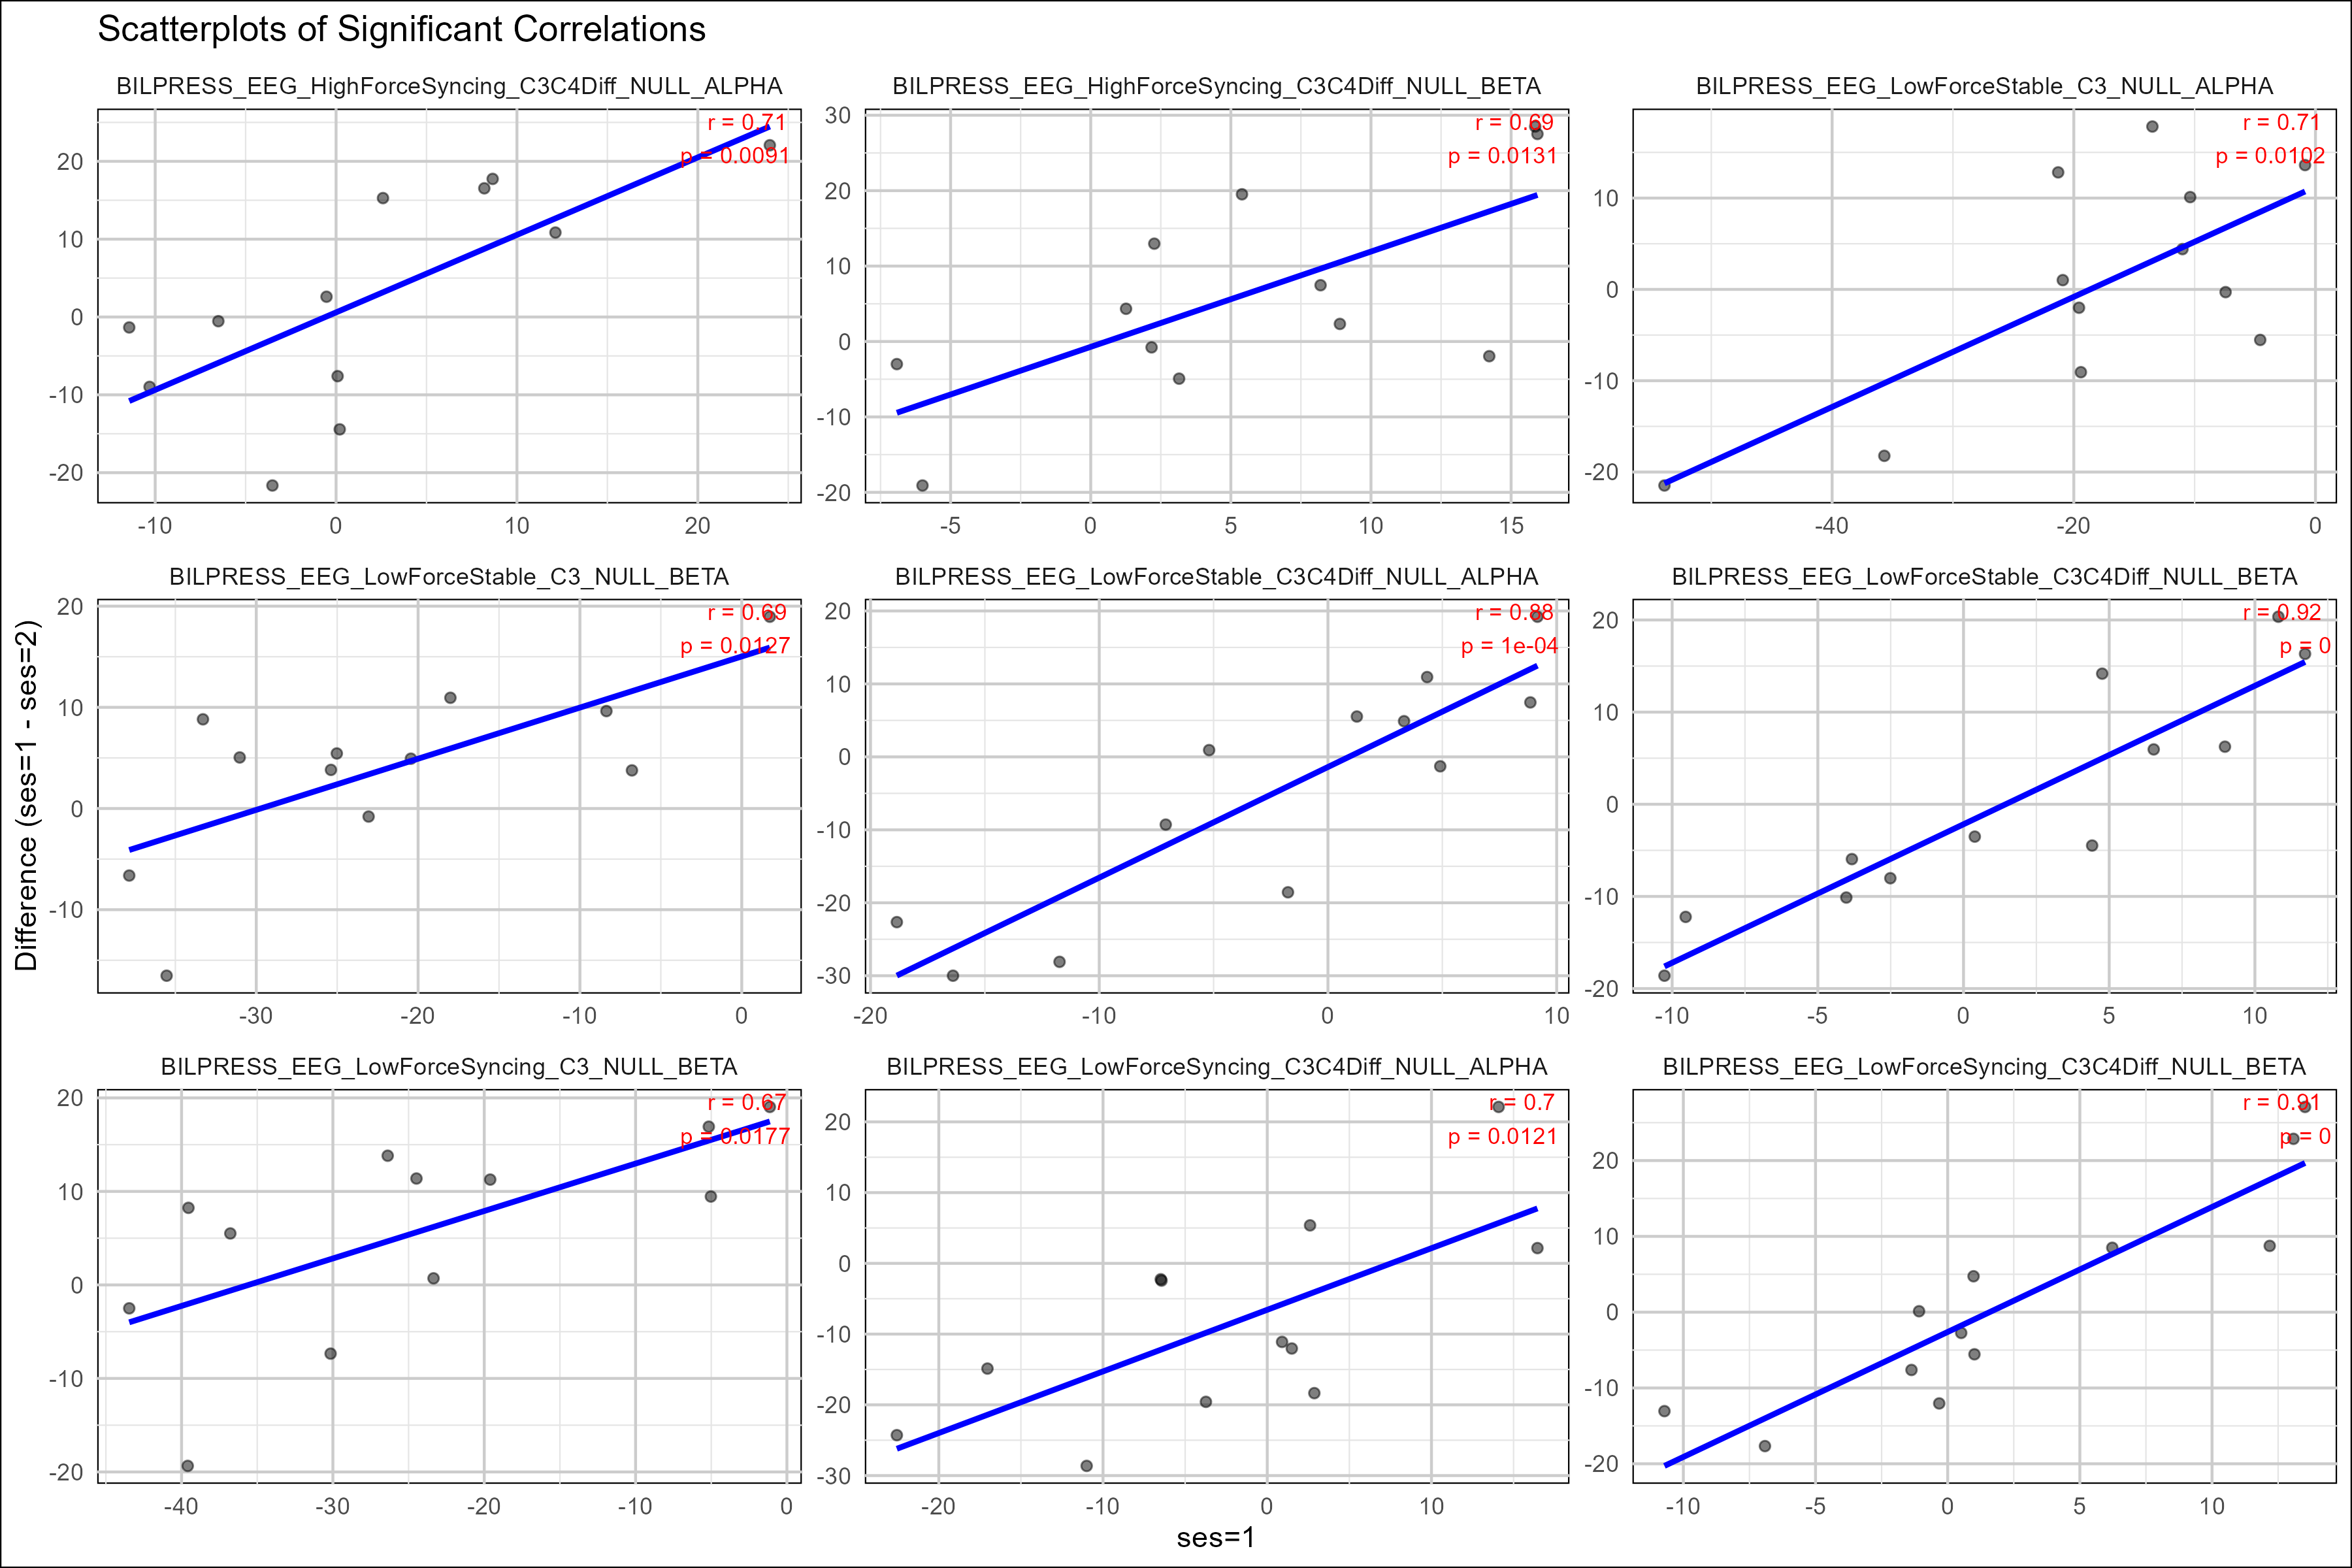 Scatterplots of Significant Correlations
BILPRESS_EEG_HighForceSyncing_C3C4Diff_NULL_ALPHA
r = 0.71
p = 0.0091
20
10
0
-10
-20
-10 0 10 20
BILPRESS_EEG_HighForceSyncing_C3C4Diff_NULL_BETA
r = 0.69
p = 0.0131
30
20
10
0
-10
-20
-5 0 5 10 15
BILPRESS_EEG_LowForceStable_C3_NULL_ALPHA
r = 0.71
p = 0.0102
10
0
-10
-20
-40 -20 0
Difference (ses=1 - ses=2)
BILPRESS_EEG_LowForceStable_C3_NULL_BETA
r = 0.69
p = 0.0127
20
10
0
-10
-30 -20 -10 0
BILPRESS_EEG_LowForceStable_C3C4Diff_NULL_ALPHA
r = 0.88
p = 1e-04
20
10
0
-10
-20
-30
-20 -10 0 10
BILPRESS_EEG_LowForceStable_C3C4Diff_NULL_BETA
r = 0.92
p = 0
20
10
0
-10
-20
-10 -5 0 5 10
BILPRESS_EEG_LowForceSyncing_C3_NULL_BETA
r = 0.67
p = 0.0177
20
10
0
-10
-20
-40 -30 -20 -10 0
BILPRESS_EEG_LowForceSyncing_C3C4Diff_NULL_ALPHA
r = 0.7
p = 0.0121
20
10
0
-10
-20
-30
-20 -10 0 10
BILPRESS_EEG_LowForceSyncing_C3C4Diff_NULL_BETA
r = 0.91
p = 0
20
10
0
-10
-20
-10 -5 0 5 10
ses=1